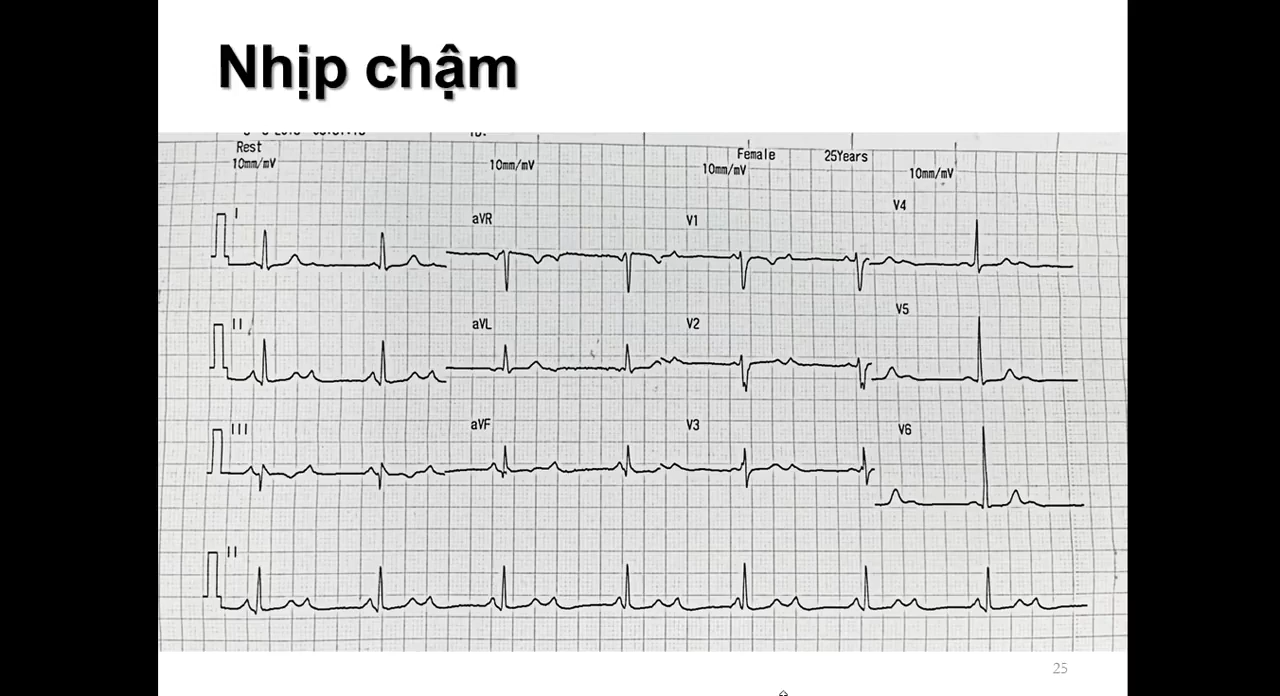 Nhịp chậm
Rest
10mm/mV 10mm/mV 10mm/mV 10mm/mV
Female 25Years
I aVR V1 V4
II aVL V2 V5
III aVF V3 V6
II
25